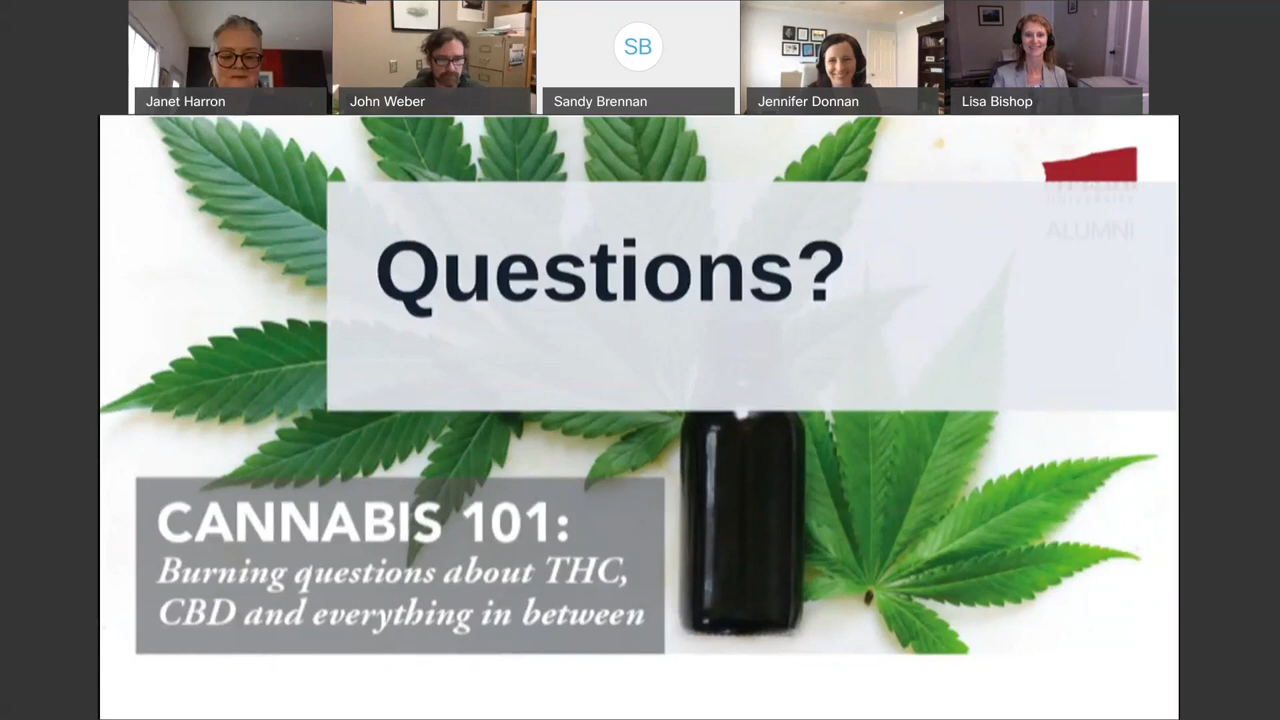 SB
Janet Harron
John Weber
Sandy Brennan
Jennifer Donnan
Lisa Bishop
UNIVERSITY
ALUMNI
Questions?
CANNABIS 101:
Burning questions about THC,
CBD and everything in between